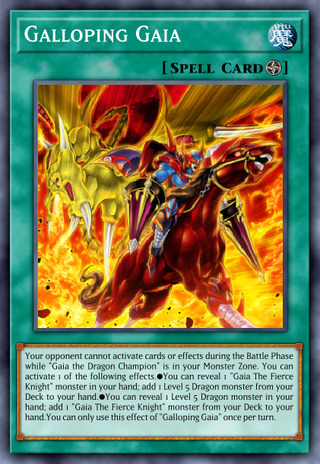 Galloping Gaia
魔
[Spell Card]
Your opponent cannot activate cards or effects during the Battle Phase
while "Gaia the Dragon Champion" is in your Monster Zone. You can
activate 1 of the following effects.●You can reveal 1 "Gaia The Fierce
Knight" monster in your hand; add 1 Level 5 Dragon monster from your
Deck to your hand.●You can reveal 1 Level 5 Dragon monster in your
hand; add 1 "Gaia The Fierce Knight" monster from your Deck to your
hand.You can only use this effect of "Galloping Gaia" once per turn.